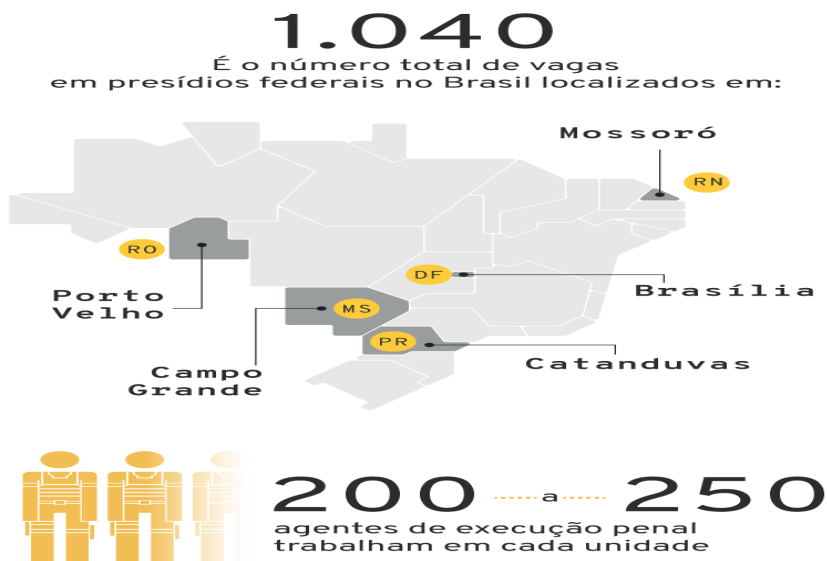 1.040
É o número total de vagas
em presídios federais no Brasil localizados em:
Mossoró
RN
RO
DF
Porto
Velho
Brasília
MS
PR
Campo
Grande
Catanduvas
200 a 250
agentes de execução penal
trabalham em cada unidade